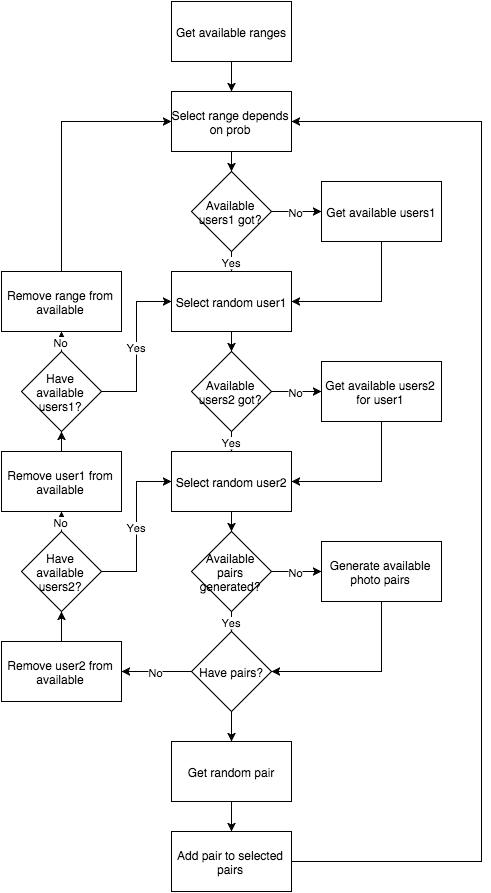 Get available ranges
Select range depends
on prob
Available
users1 got?
No
Get available users1
Yes
Remove range from
available
Select random user1
No
Yes
Have
available
users1?
Available
users2 got?
No
Get available users2
for user1
Yes
Remove user1 from
available
Select random user2
No
Yes
Have
available
users2?
Available
pairs
generated?
No
Generate available
photo pairs
Yes
Remove user2 from
available
No
Have pairs?
Get random pair
Add pair to selected
pairs